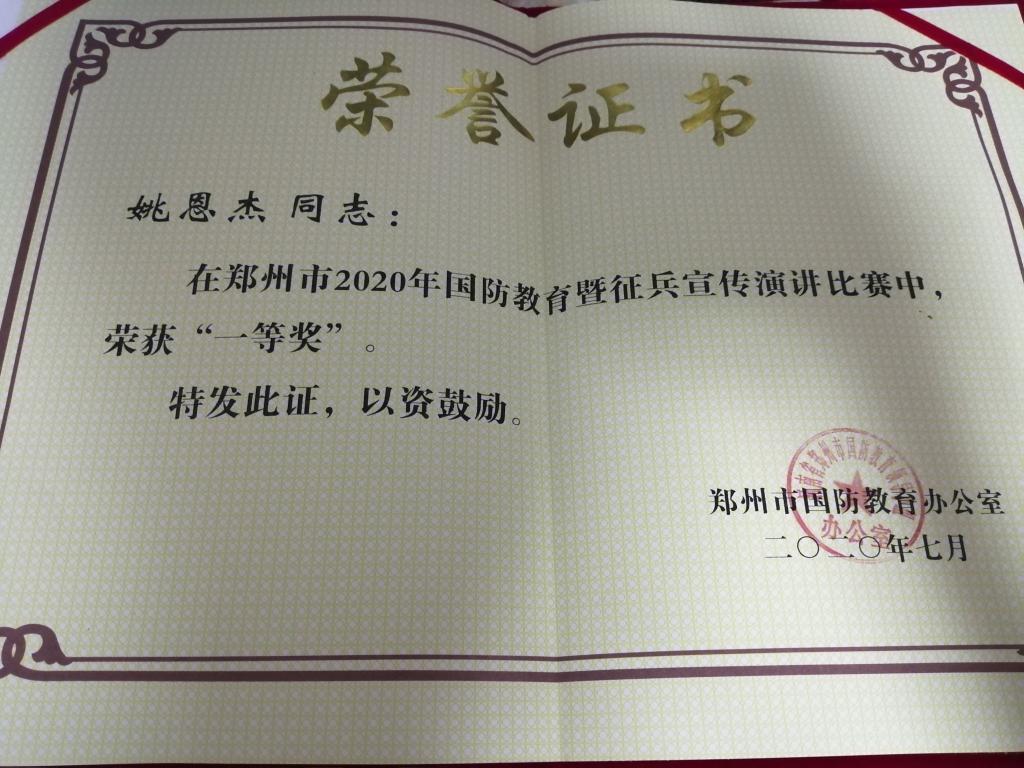 荣誉证书
姚恩杰 同志：
在郑州市2020年国防教育暨征兵宣传演讲比赛中，
荣获“一等奖”。
特发此证，以资鼓励。
郑州市国防教育办公室
办公室
二〇二〇年七月